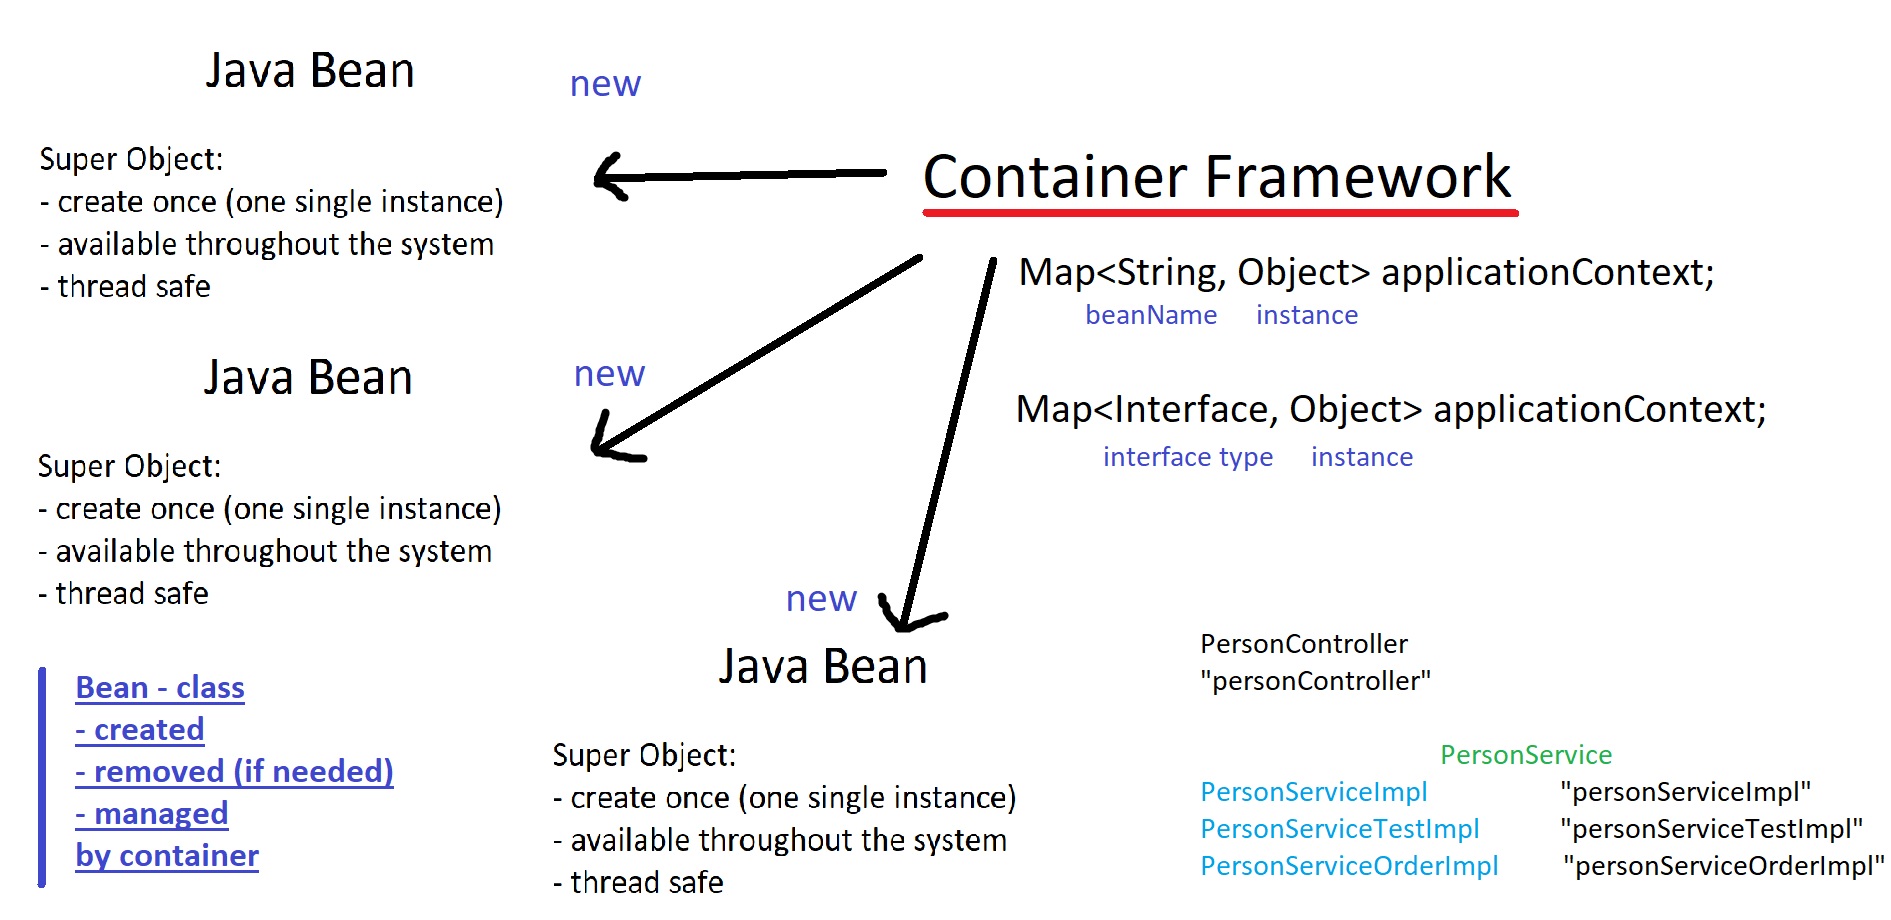 Java Bean
new
Super Object:
- create once (one single instance)
- available throughout the system
- thread safe
Container Framework
Map<String, Object> applicationContext;
beanName instance
Map<Interface, Object> applicationContext;
interface type instance
Java Bean
new
Super Object:
- create once (one single instance)
- available throughout the system
- thread safe
new
Java Bean
Super Object:
- create once (one single instance)
- available throughout the system
- thread safe
Bean - class
- created
- removed (if needed)
- managed
by container
PersonController
"personController"
PersonService
PersonServiceImpl "personServiceImpl"
PersonServiceTestImpl "personServiceTestImpl"
PersonServiceOrderImpl "personServiceOrderImpl"